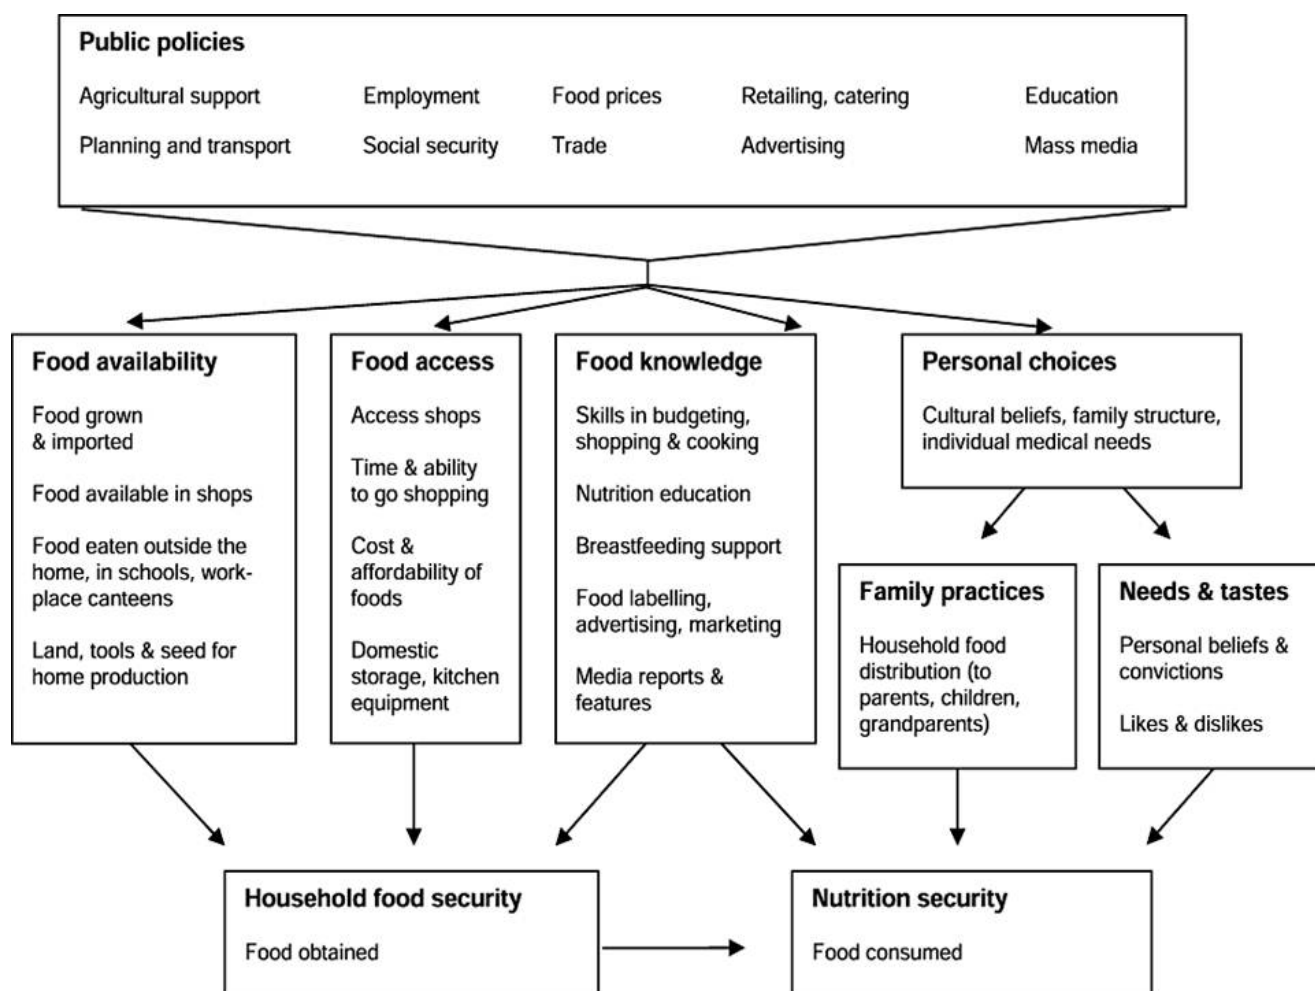 Public policies
Agricultural support Employment Food prices Retailing, catering Education
Planning and transport Social security Trade Advertising Mass media
Food availability
Food grown
& imported
Food available in shops
Food eaten outside the
home, in schools, work-
place canteens
Land, tools & seed for
home production
Food access
Access shops
Time & ability
to go shopping
Cost &
affordability of
foods
Domestic
storage, kitchen
equipment
Food knowledge
Skills in budgeting,
shopping & cooking
Nutrition education
Breastfeeding support
Food labelling,
advertising, marketing
Media reports &
features
Personal choices
Cultural beliefs, family structure,
individual medical needs
Family practices
Household food
distribution (to
parents, children,
grandparents)
Needs & tastes
Personal beliefs &
convictions
Likes & dislikes
Household food security
Food obtained
Nutrition security
Food consumed